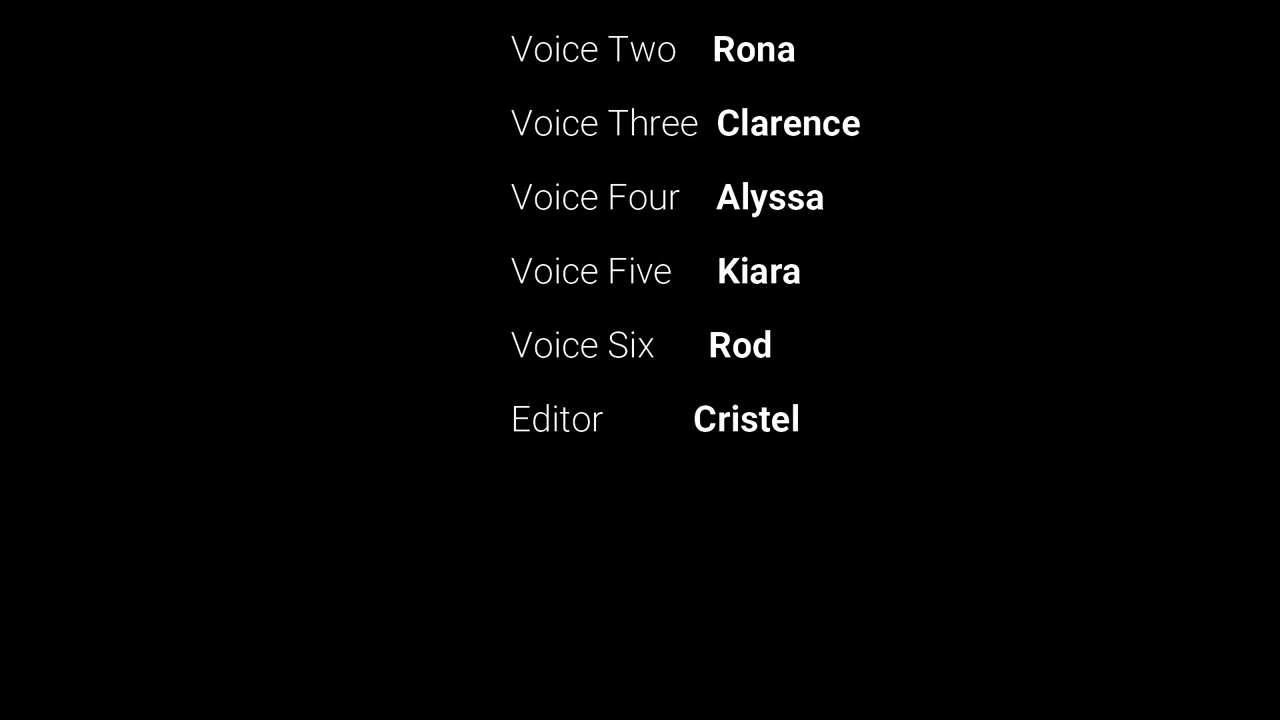 Voice Two Rona
Voice Three Clarence
Voice Four Alyssa
Voice Five Kiara
Voice Six Rod
Editor Cristel